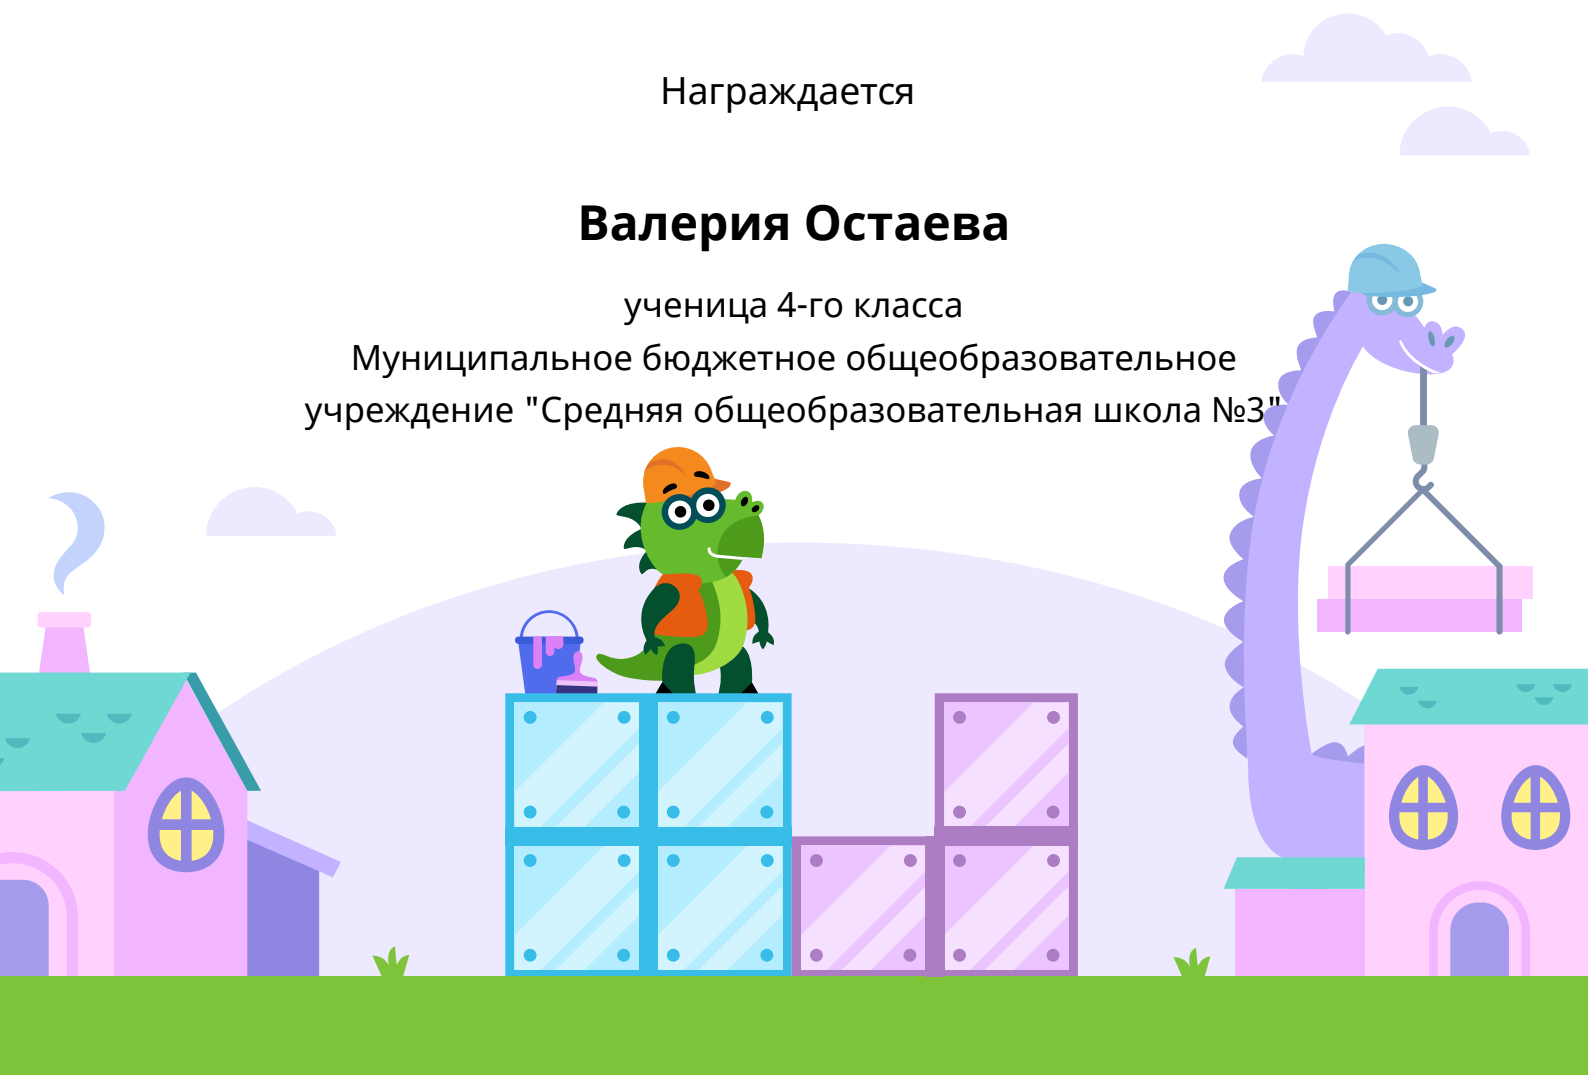 Награждается
Валерия Остаева
ученица 4-го класса
Муниципальное бюджетное общеобразовательное
учреждение "Средняя общеобразовательная школа №3"